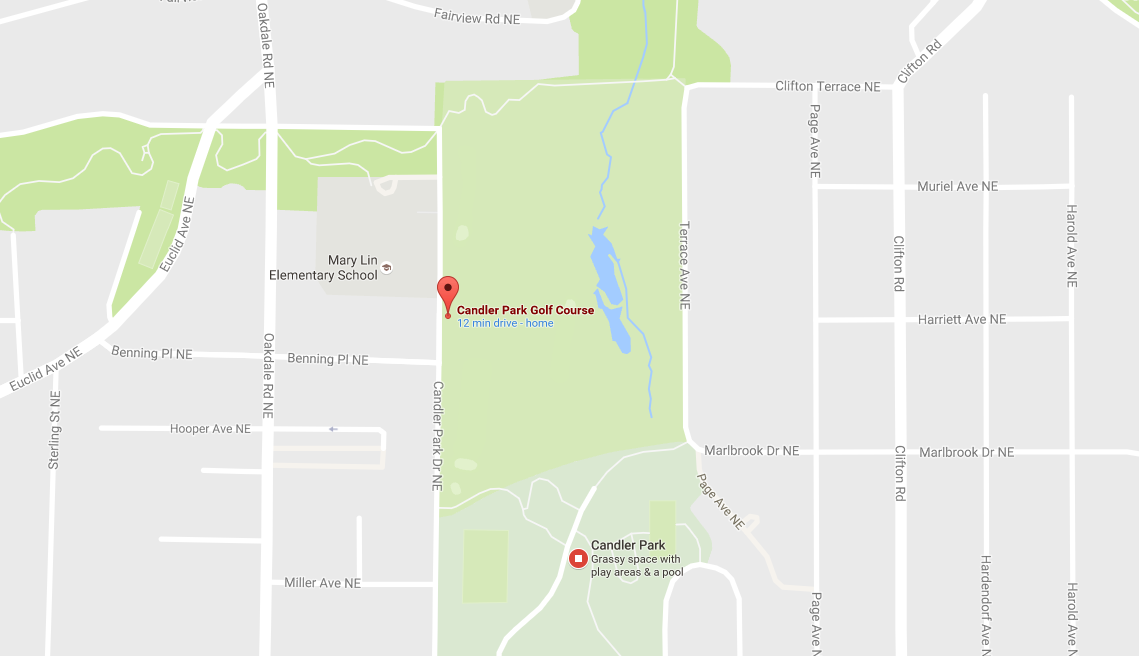 Fairview Rd NE
Oakdale Rd NE
Clifton Rd
Clifton Terrace NE
Page Ave NE
Muriel Ave NE
Euclid Ave NE
Harold Ave NE
Terrace Ave NE
Clifton Rd
Mary Lin
Elementary School
Candler Park Golf Course
12 min drive - home
Harriett Ave NE
Benning Pl NE
Benning Pl NE
Euclid Ave NE
Oakdale Rd NE
Sterling St NE
Candler Park Dr NE
Hooper Ave NE
Marlbrook Dr NE
Marlbrook Dr NE
Clifton Rd
Page Ave NE
Candler Park
Grassy space with
play areas & a pool
Miller Ave NE
Page Ave N
Hardendorf Ave N
Harold Ave N